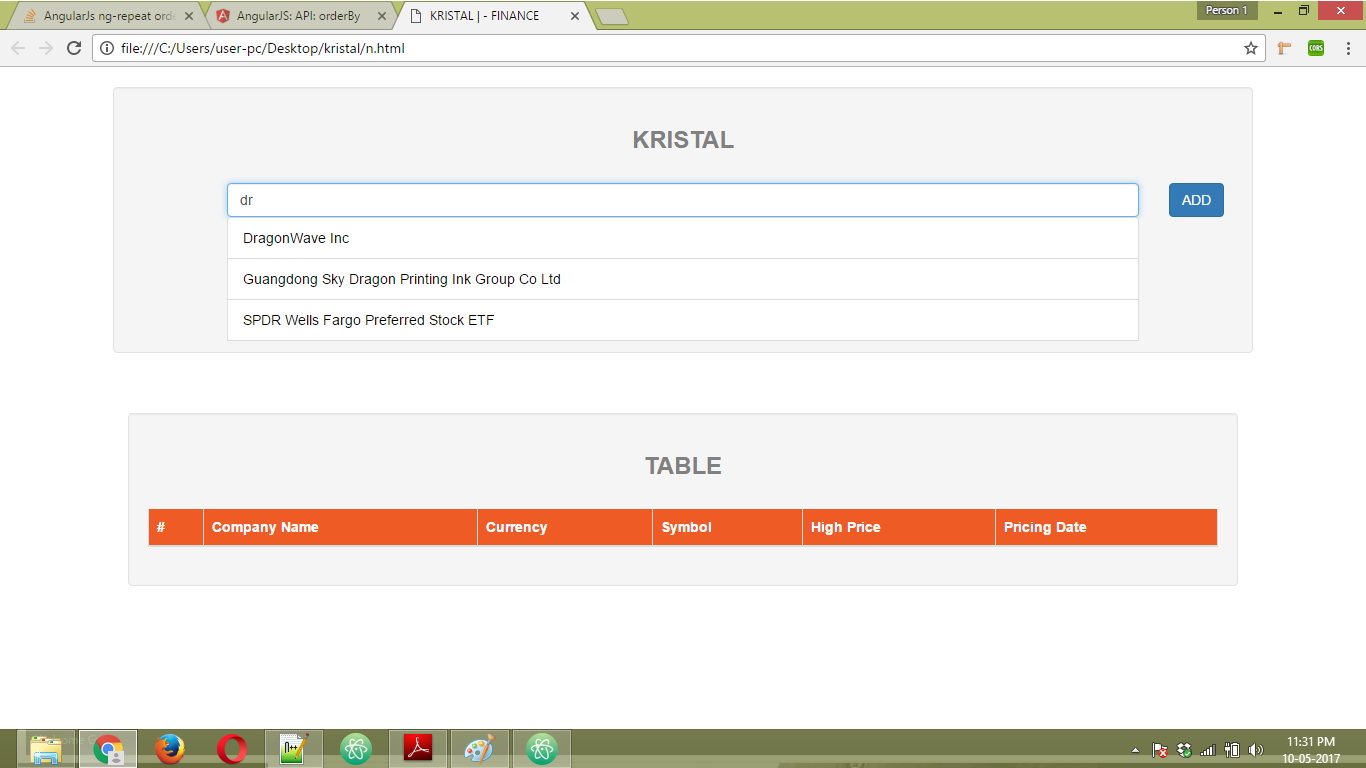 AngularJs ng-repeat orde
AngularJS: API: orderBy
KRISTAL | - FINANCE
Person 1
file:///C:/Users/user-pc/Desktop/kristal/n.html
CORS
KRISTAL
dr
ADD
DragonWave Inc
Guangdong Sky Dragon Printing Ink Group Co Ltd
SPDR Wells Fargo Preferred Stock ETF
TABLE
# Company Name Currency Symbol High Price Pricing Date
11:31 PM
10-05-2017